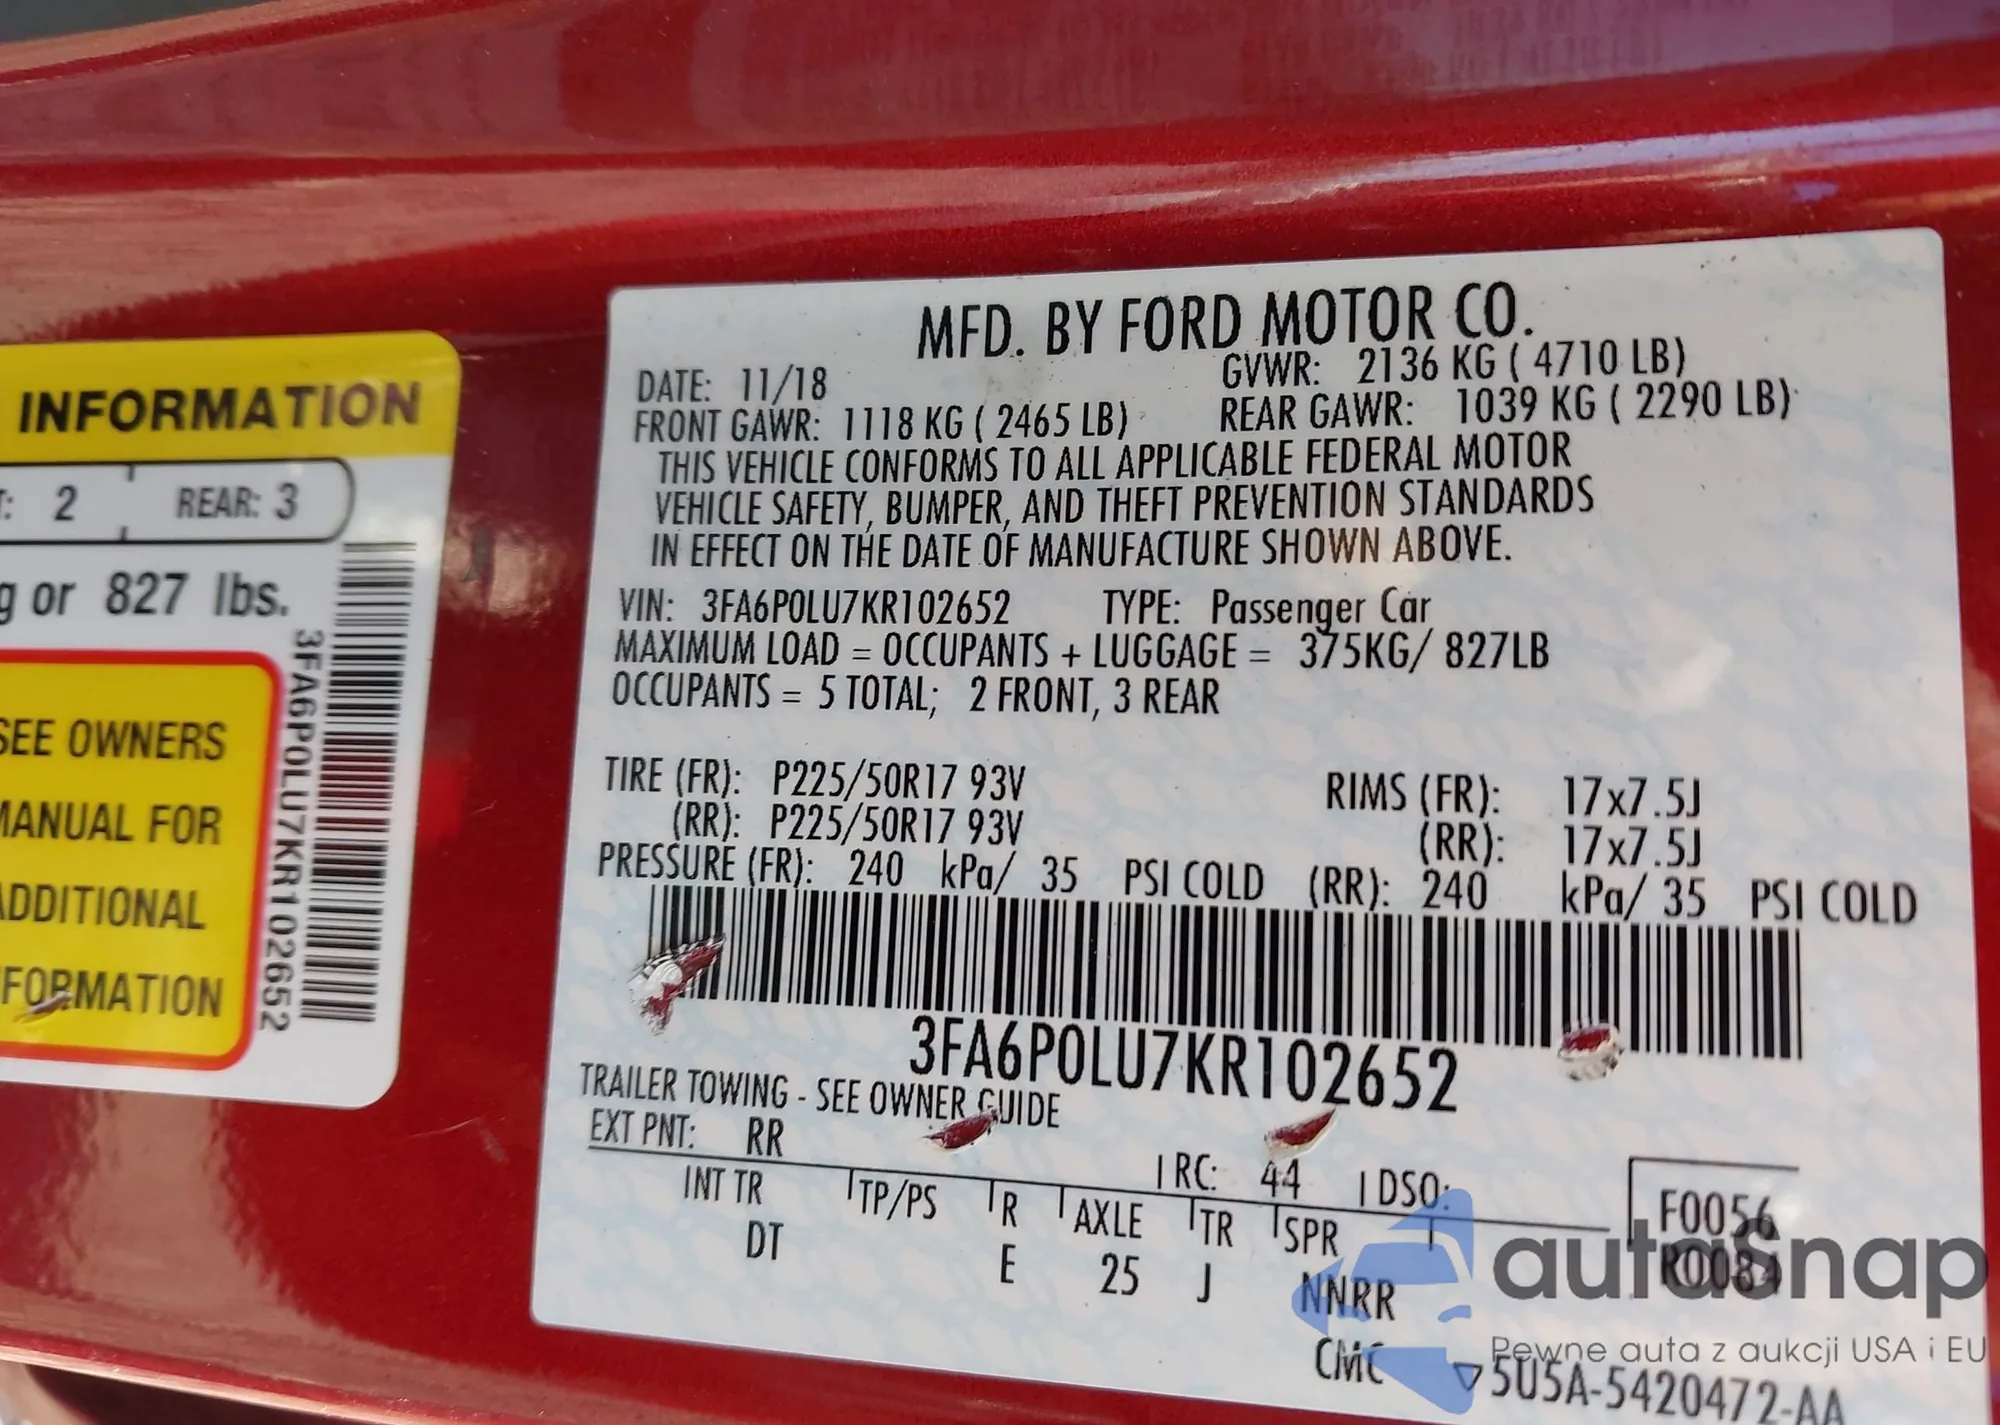 INFORMATION
2 REAR: 3
g or 827 lbs.
SEE OWNERS
MANUAL FOR
ADDITIONAL
FORMATION
3FA6P0LU7KR102652
MFD. BY FORD MOTOR CO.
DATE: 11/18 GVWR: 2136 KG ( 4710 LB)
FRONT GAWR: 1118 KG ( 2465 LB) REAR GAWR: 1039 KG ( 2290 LB)
THIS VEHICLE CONFORMS TO ALL APPLICABLE FEDERAL MOTOR
VEHICLE SAFETY, BUMPER, AND THEFT PREVENTION STANDARDS
IN EFFECT ON THE DATE OF MANUFACTURE SHOWN ABOVE.
VIN: 3FA6P0LU7KR102652 TYPE: Passenger Car
MAXIMUM LOAD = OCCUPANTS + LUGGAGE = 375KG/ 827LB
OCCUPANTS = 5 TOTAL; 2 FRONT, 3 REAR
TIRE (FR): P225/50R17 93V RIMS (FR): 17x7.5J
(RR): P225/50R17 93V (RR): 17x7.5J
PRESSURE (FR): 240 kPa/ 35 PSI COLD (RR): 240 kPa/ 35 PSI COLD
3FA6P0LU7KR102652
TRAILER TOWING - SEE OWNER GUIDE
EXT PNT: RR RC: 44 DSO:
INT TR TP/PS R AXLE TR SPR F0056
DT E 25 J NNRR R0084
CMC 5U5A-5420472-AA
autaSnap
Pewne auta z aukcji USA i EU